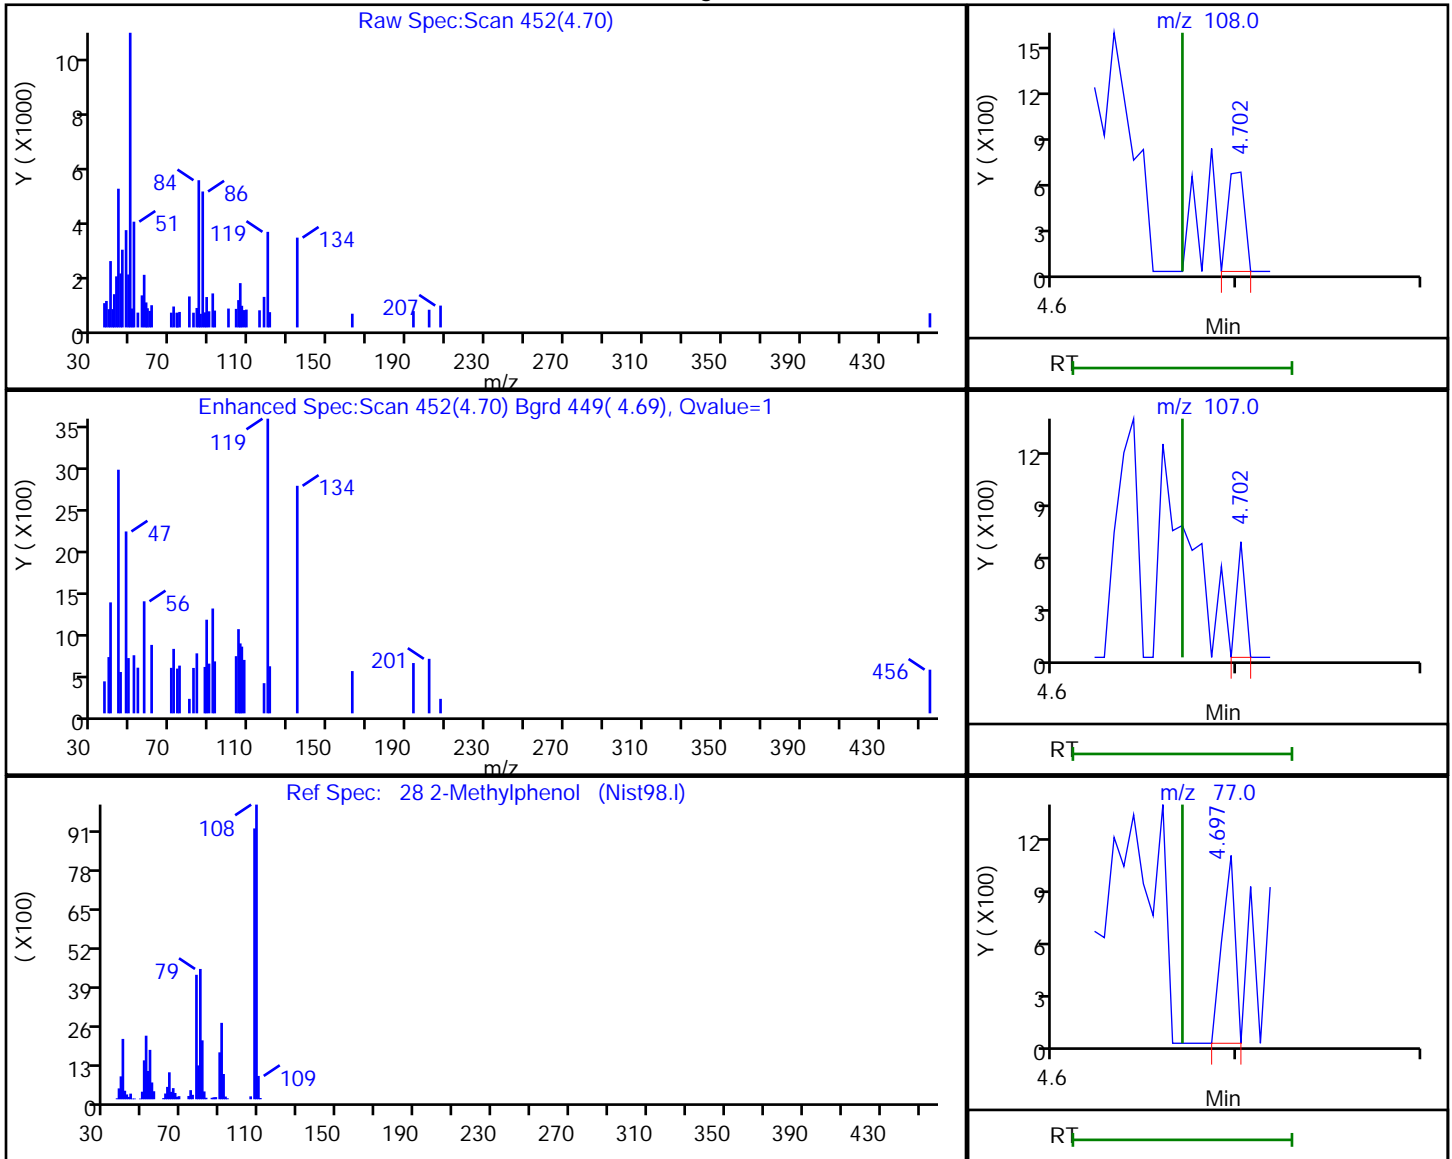 Raw Spec:Scan 452(4.70)
Y ( X1000)
10
8
6
4
2
0
84
86
51
119
134
207
30 70 110 150 190 230 270 310 350 390 430
m/z
m/z 108.0
Y ( X100)
15
12
9
6
3
0
4.702
4.6
Min
RT
Enhanced Spec:Scan 452(4.70) Bgrd 449( 4.69), Qvalue=1
Y ( X100)
35
30
25
20
15
10
5
0
119
134
47
56
201
456
30 70 110 150 190 230 270 310 350 390 430
m/z
m/z 107.0
Y ( X100)
12
9
6
3
0
4.702
4.6
Min
RT
Ref Spec: 28 2-Methylphenol (Nist98.l)
( X100)
91
78
65
52
39
26
13
0
108
79
109
30 70 110 150 190 230 270 310 350 390 430
m/z 77.0
Y ( X100)
12
9
6
3
0
4.697
4.6
Min
RT